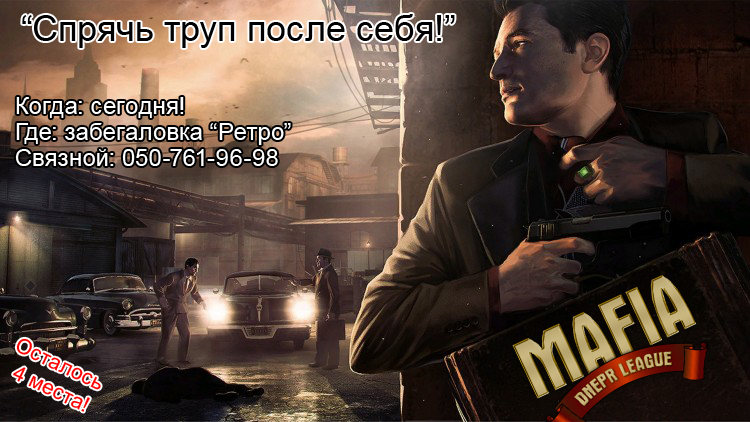 “Спрячь труп после себя!”
Когда: сегодня!
Где: забегаловка “Ретро”
Связной: 050-761-96-98
MAFIA
DNEPR LEAGUE
Осталось
4 места!